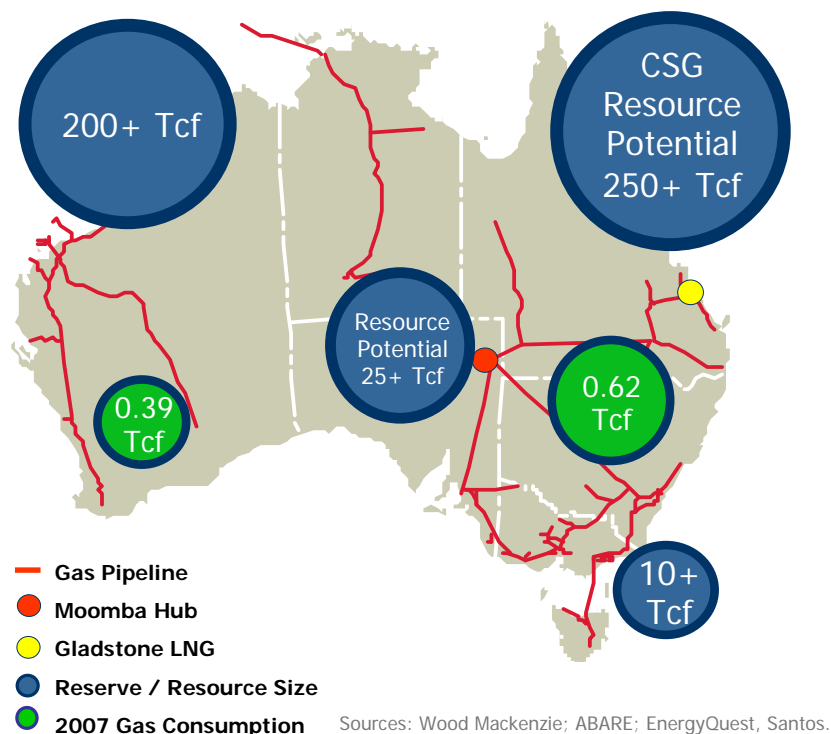 200+ Tcf
CSG
Resource
Potential
250+ Tcf
Resource
Potential
25+ Tcf
0.39
Tcf
0.62
Tcf
10+
Tcf
Gas Pipeline
Moomba Hub
Gladstone LNG
Reserve / Resource Size
2007 Gas Consumption
Sources: Wood Mackenzie; ABARE; EnergyQuest, Santos.